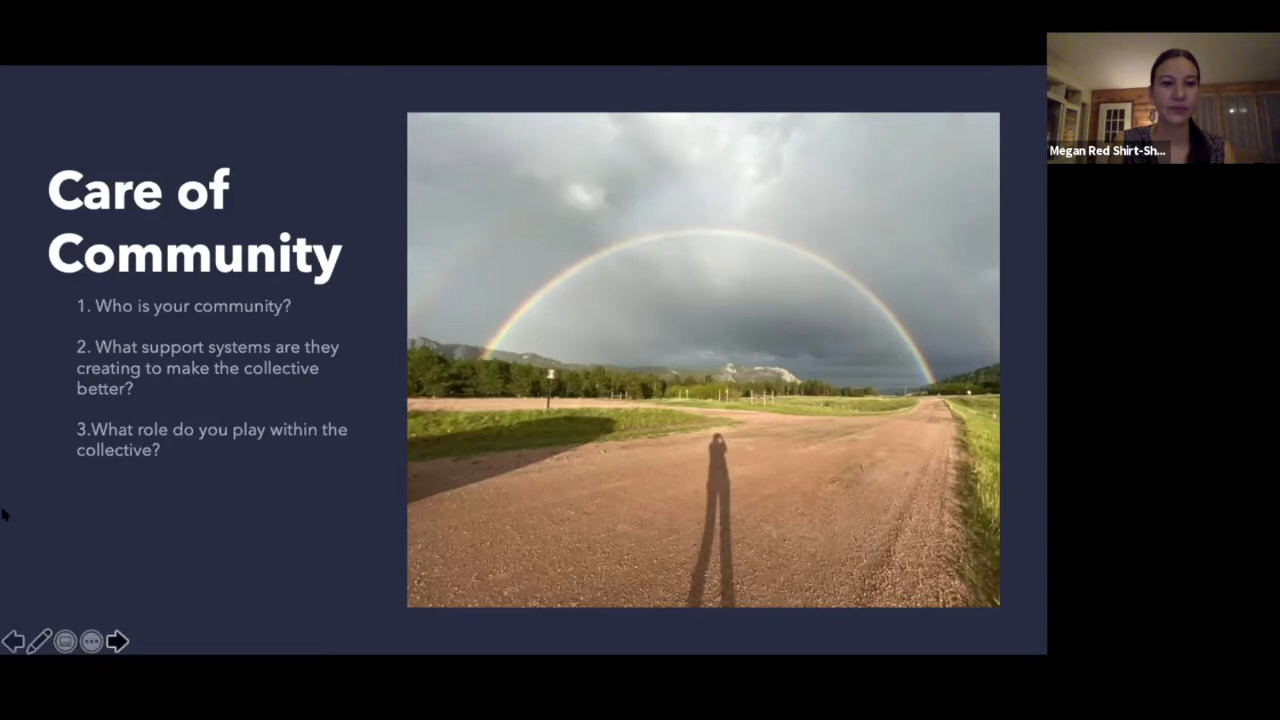 Care of
Community
1. Who is your community?
2. What support systems are they
creating to make the collective
better?
3.What role do you play within the
collective?
Megan Red Shirt-Sh...